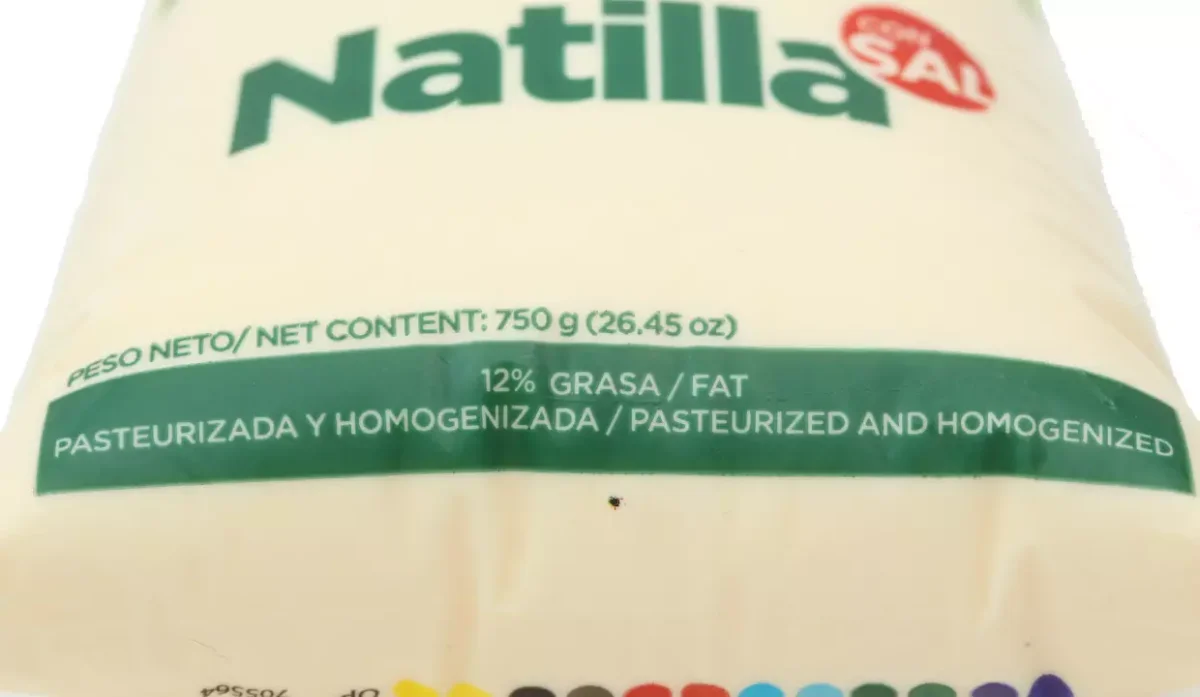 Natilla
CON
SAL
PESO NETO/ NET CONTENT: 750 g (26.45 oz)
12% GRASA / FAT
PASTEURIZADA Y HOMOGENIZADA / PASTEURIZED AND HOMOGENIZED